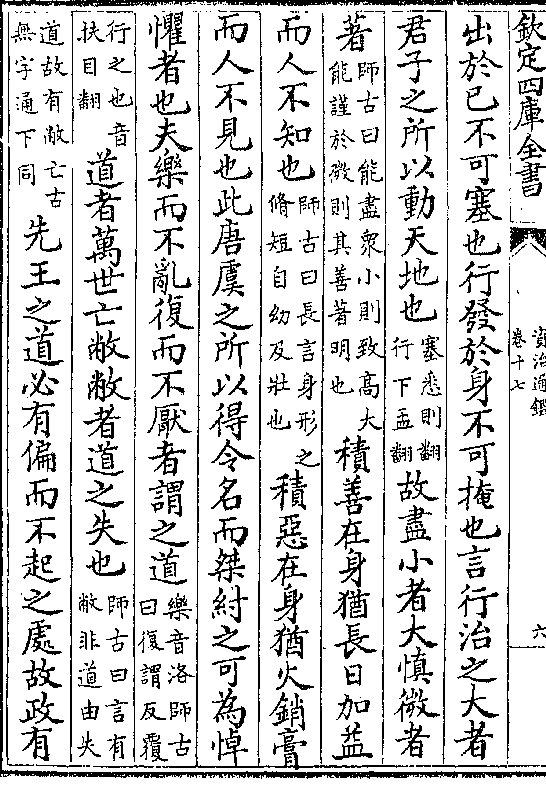 欽定四庫全書
資治通鑑
卷十七
六
出於已不可塞也行發於身不可掩也言行治之大者
君子之所以動天地也塞悉則翻行下孟翻故盡小者大慎微者
著師古曰能盡衆小則致髙大能謹於微則其善著明也積善在身猶長日加益
而人不知也師古曰長言身形之脩短自幼及壯也積惡在身猶火銷膏
而人不見也此唐虞之所以得令名而桀紂之可為悼
懼者也夫樂而不亂復而不厭者謂之道樂音洛師古曰復謂反覆
行之也音扶目翻道者萬世亡敝敝者道之失也師古曰言有敝非道由失
道故有敝亡古無字通下同先王之道必有偏而不起之處故政有